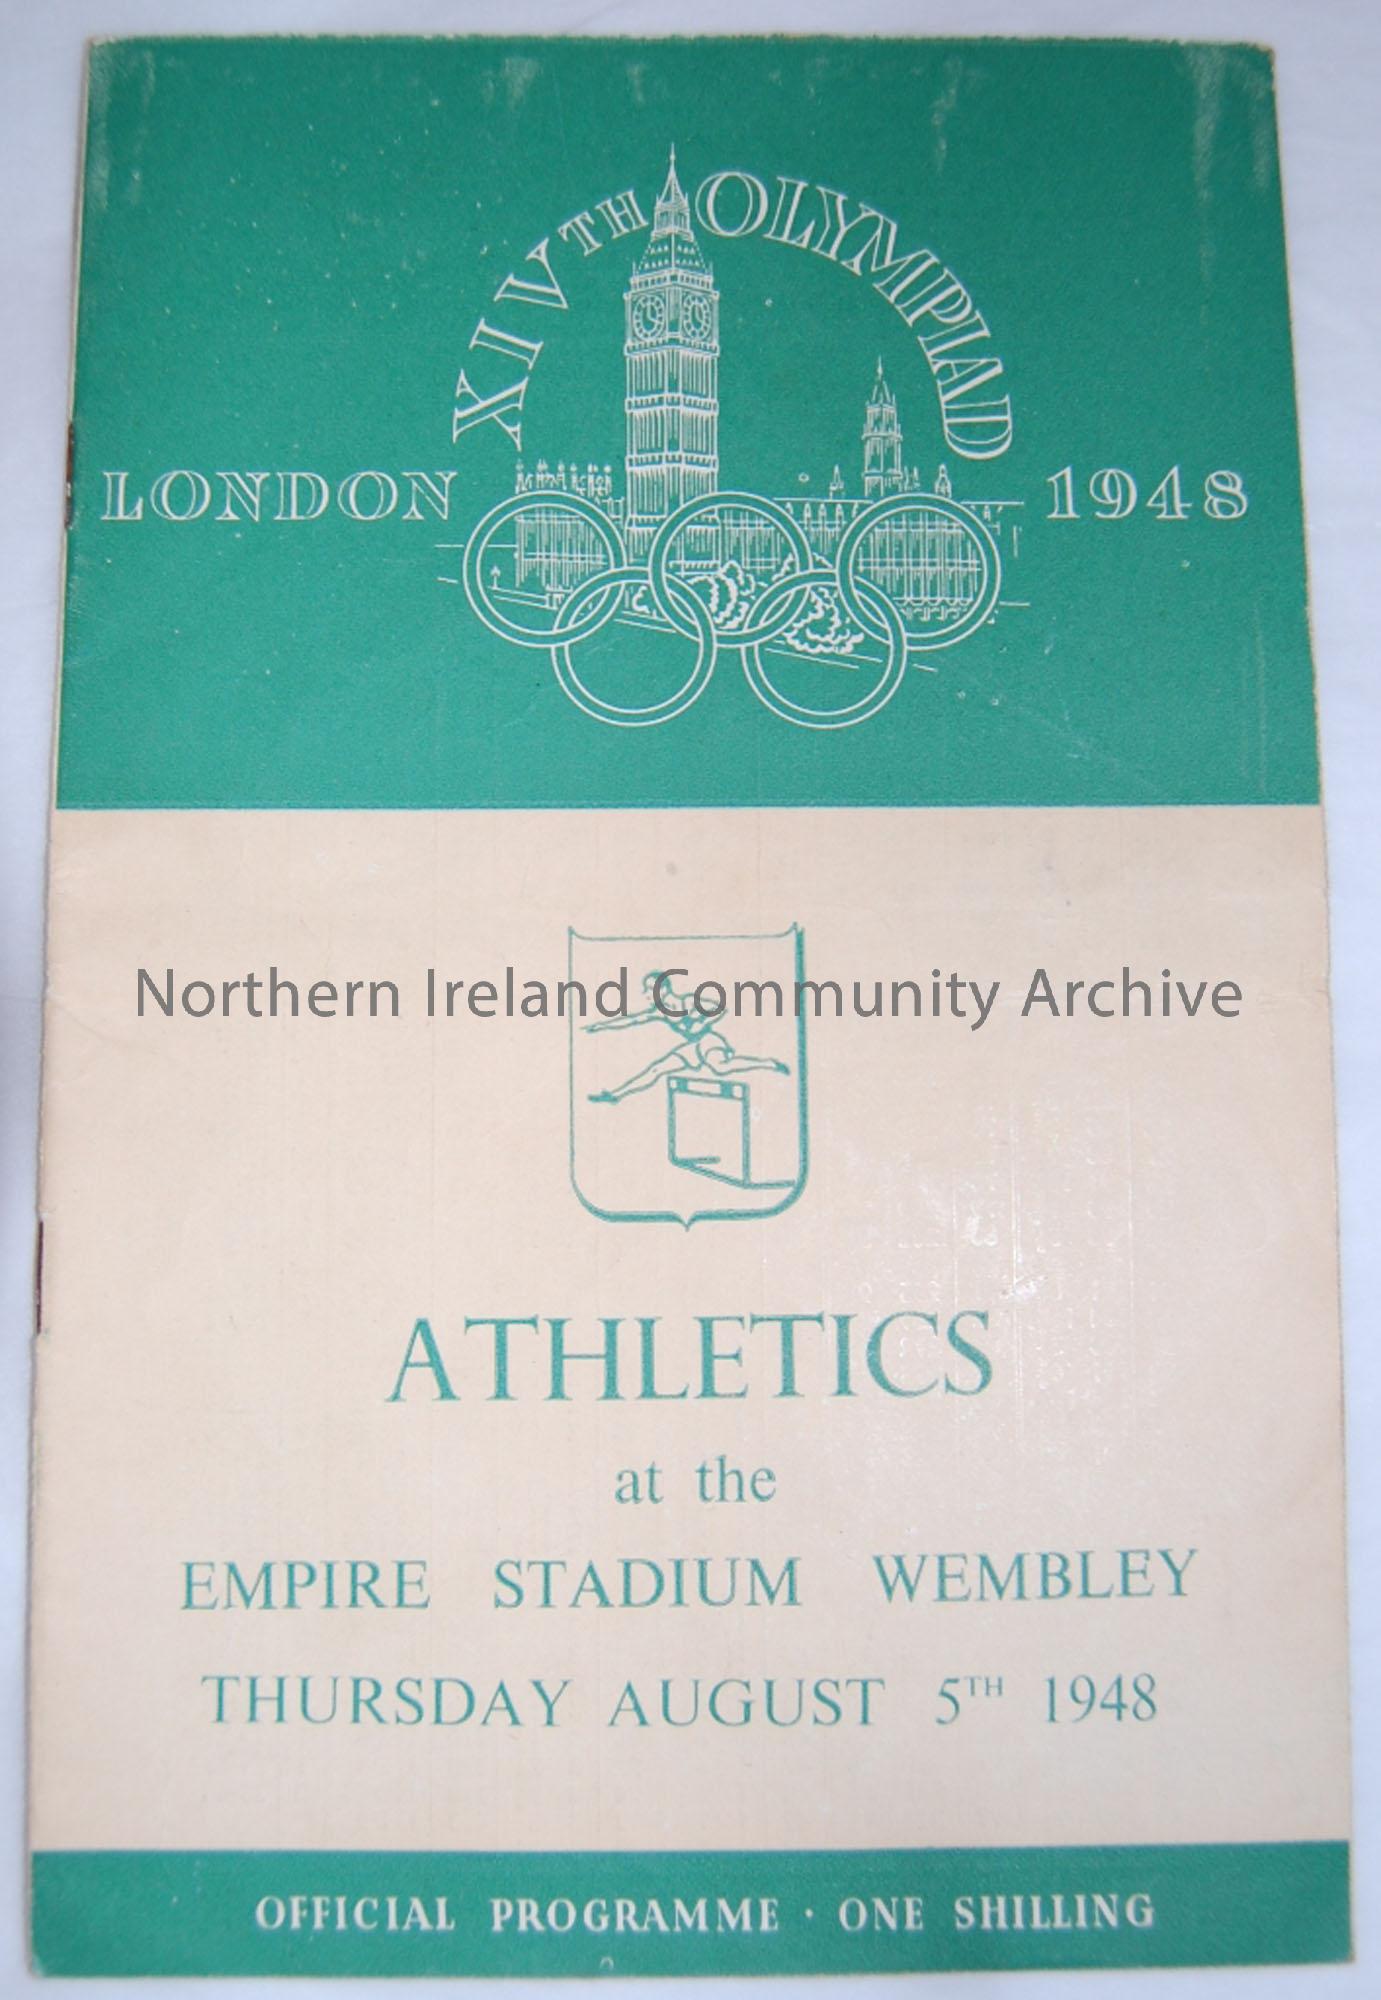 XIVTH OLYMPIAD
LONDON 1948
Northern Ireland Community Archive
ATHLETICS
at the
EMPIRE STADIUM WEMBLEY
THURSDAY AUGUST 5TH 1948
OFFICIAL PROGRAMME · ONE SHILLING